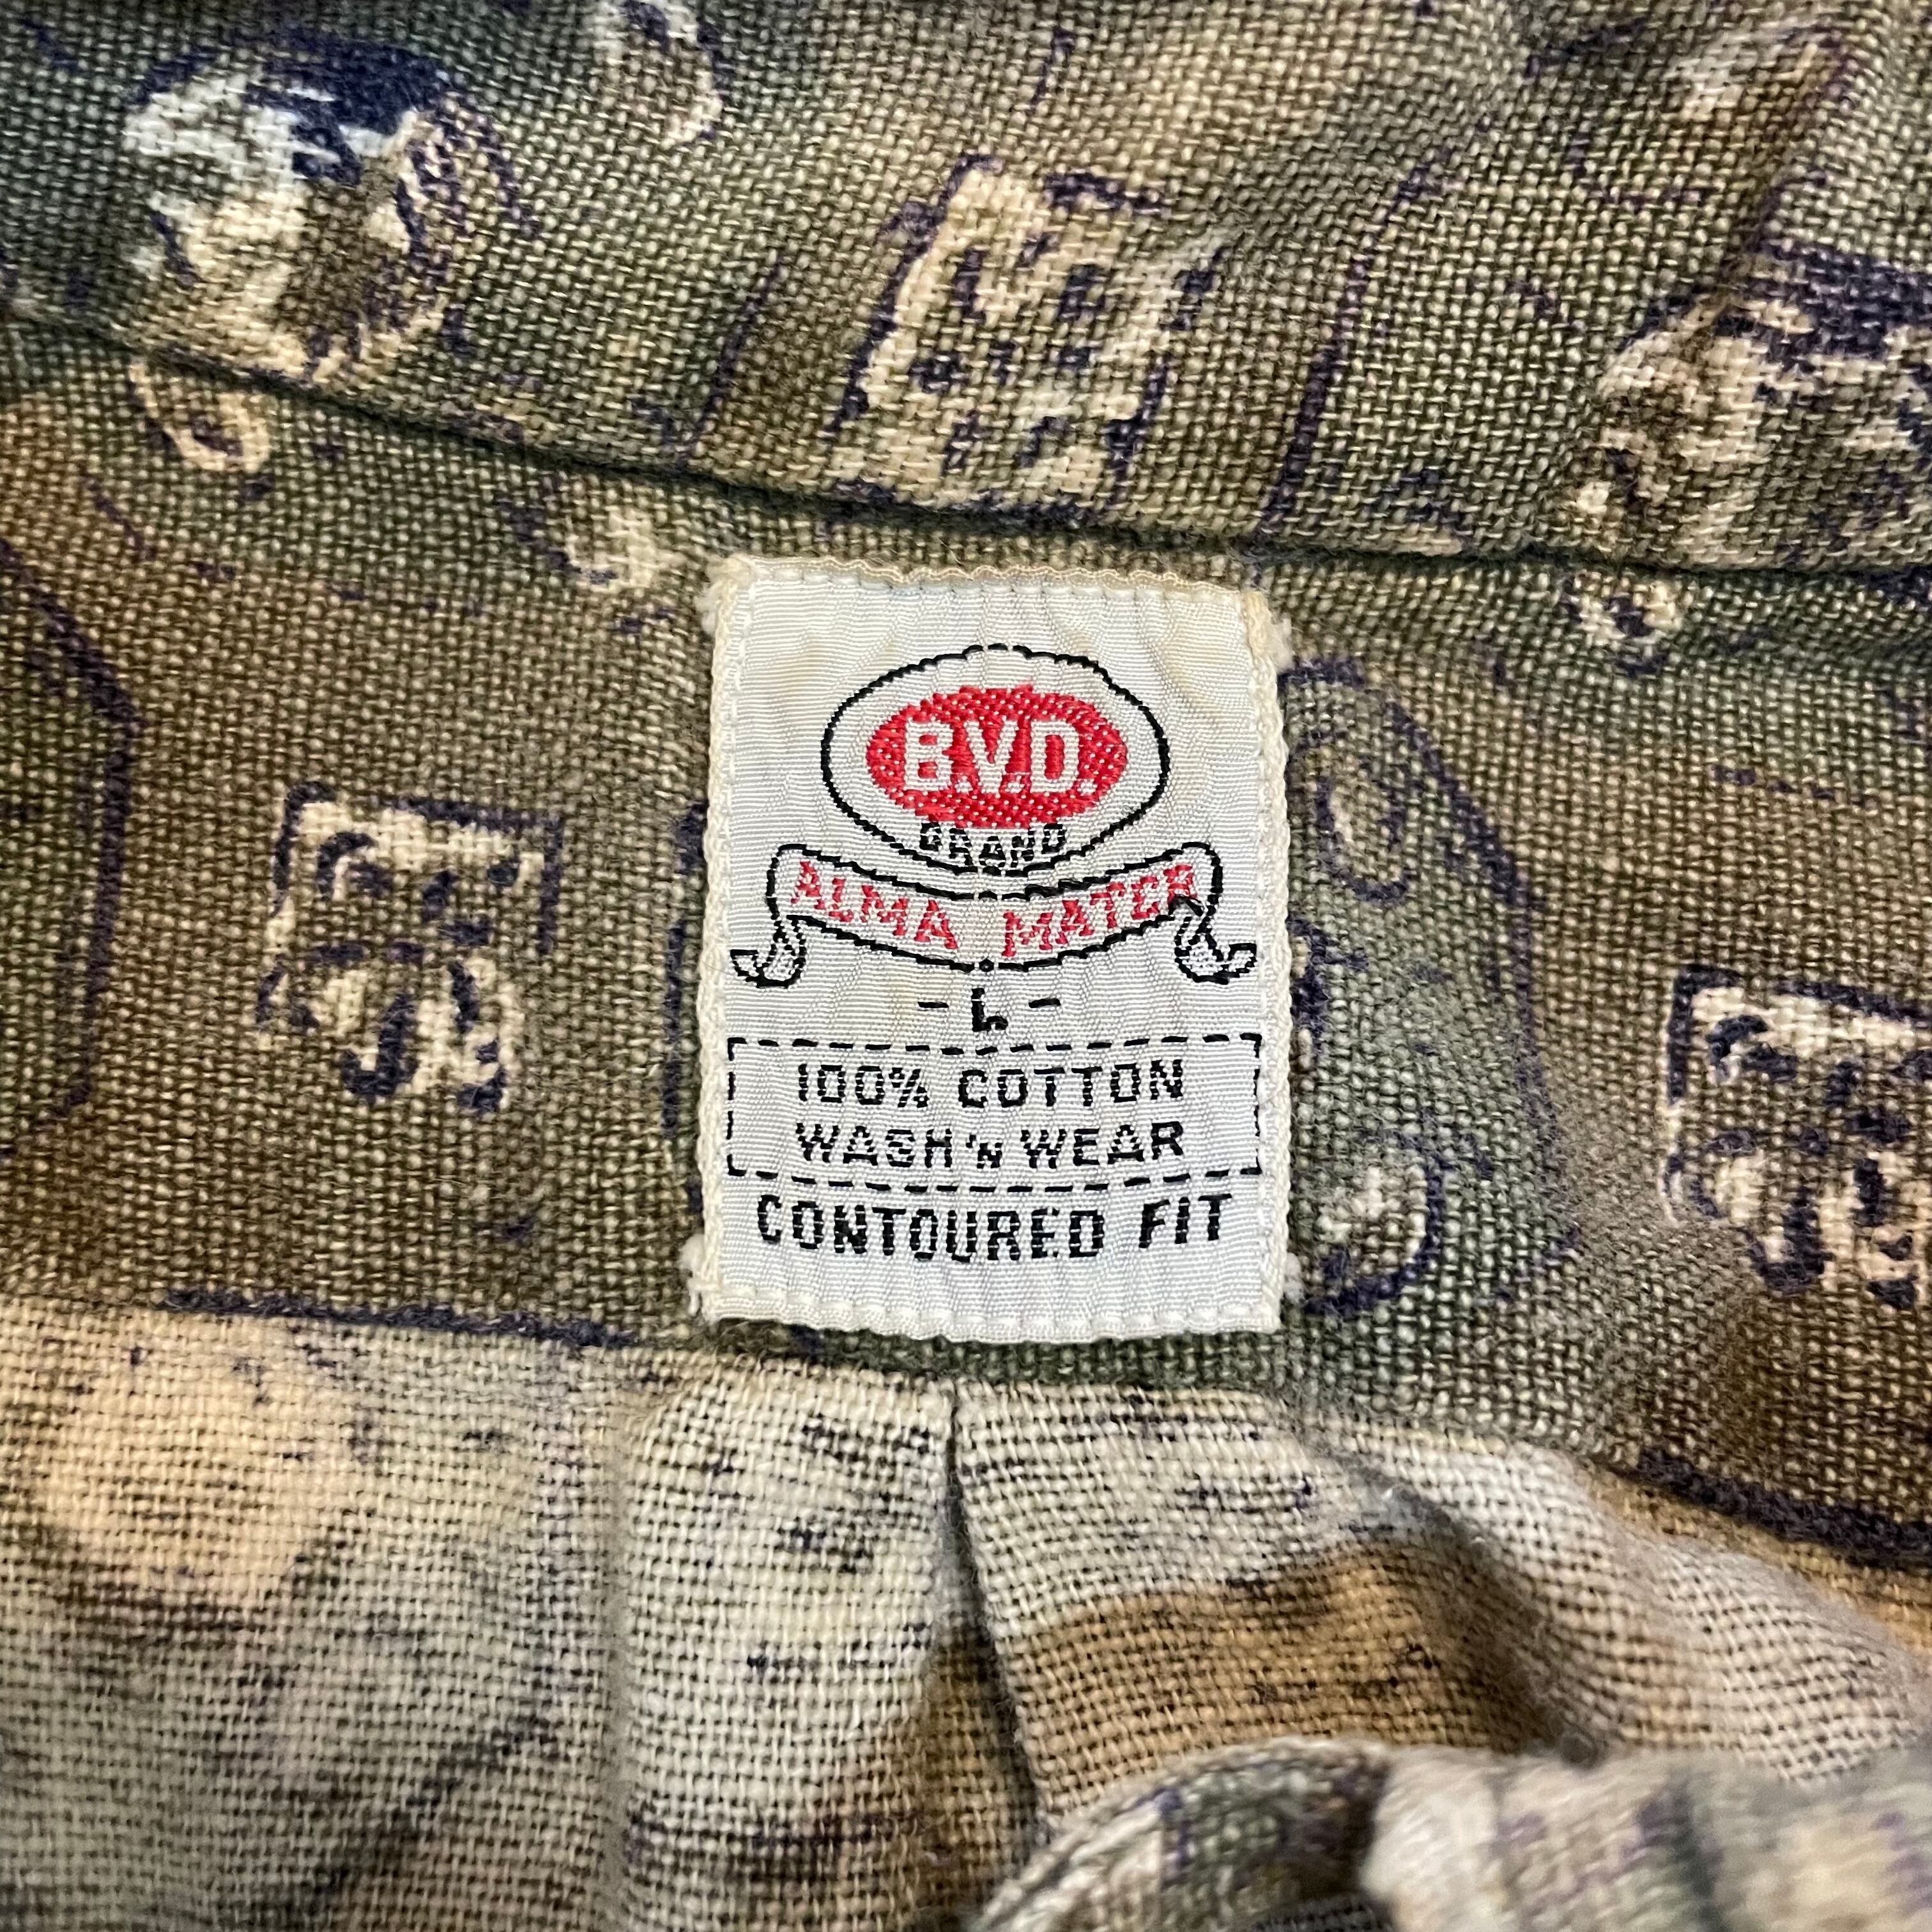 B.V.D.
BRAND
ALMA MATER
- L -
100% COTTON
WASH 'N WEAR
CONTOURED FIT